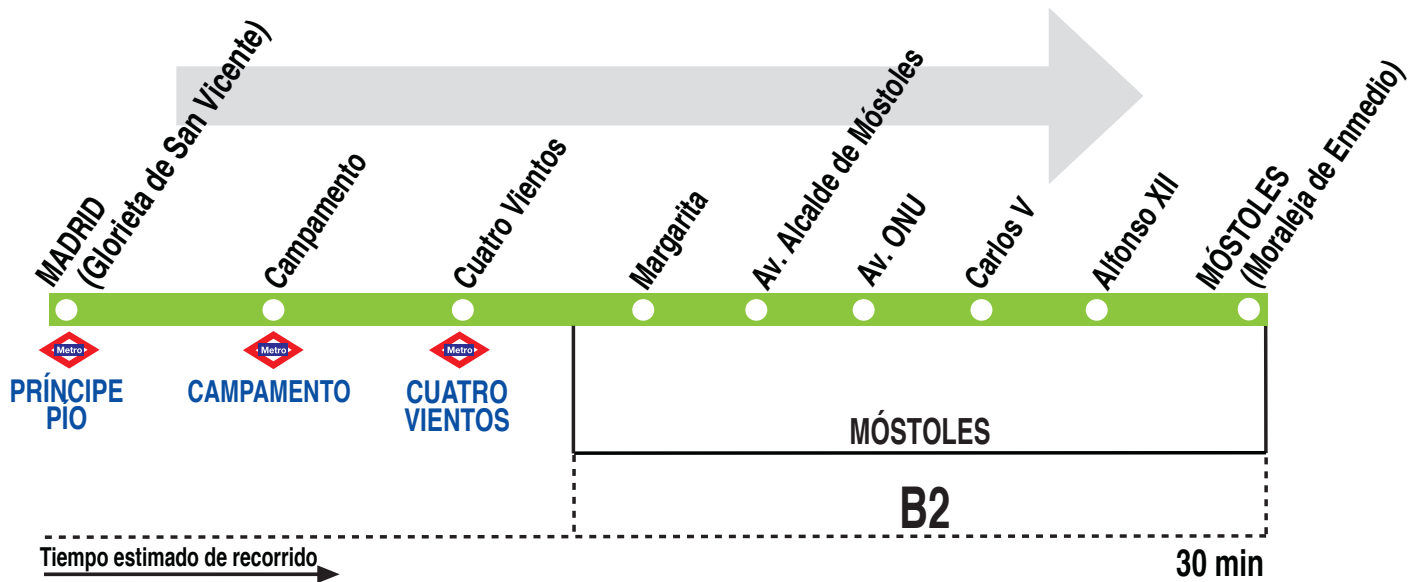 MADRID
(Glorieta de San Vicente)
Campamento
Cuatro Vientos
Margarita
Av. Alcalde de Móstoles
Av. ONU
Carlos V
Alfonso XII
MÓSTOLES
(Moraleja de Enmedio)
Metro
Metro
Metro
PRÍNCIPE
PÍO
CAMPAMENTO
CUATRO
VIENTOS
MÓSTOLES
B2
Tiempo estimado de recorrido
30 min